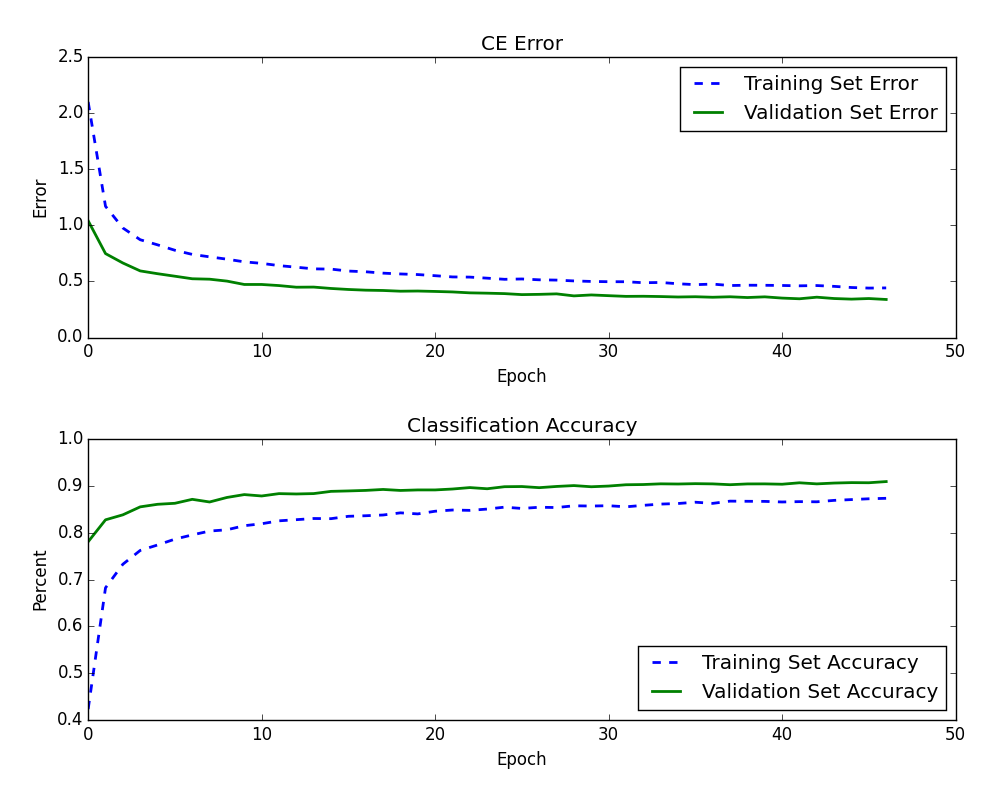 CE Error
2.5
2.0
1.5
1.0
0.5
0.0
Error
Training Set Error
Validation Set Error
0 10 20 30 40 50
Epoch
Classification Accuracy
1.0
0.9
0.8
0.7
0.6
0.5
0.4
Percent
Training Set Accuracy
Validation Set Accuracy
0 10 20 30 40 50
Epoch